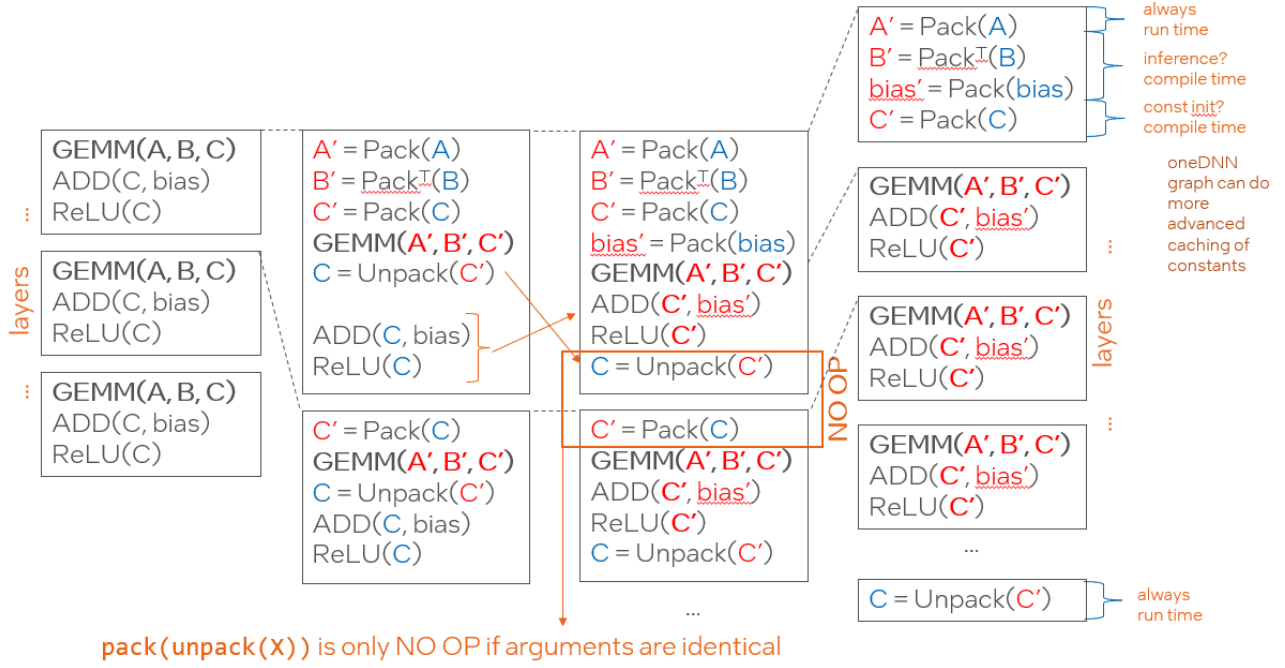 GEMM(A, B, C)
ADD(C, bias)
ReLU(C)
...
layers
GEMM(A, B, C)
ADD(C, bias)
ReLU(C)
...
GEMM(A, B, C)
ADD(C, bias)
ReLU(C)
A' = Pack(A)
B' = Packᵀ(B)
C' = Pack(C)
GEMM(A', B', C')
C = Unpack(C')
ADD(C, bias)
ReLU(C)
C' = Pack(C)
GEMM(A', B', C')
C = Unpack(C')
ADD(C, bias)
ReLU(C)
A' = Pack(A)
B' = Packᵀ(B)
C' = Pack(C)
bias' = Pack(bias)
GEMM(A', B', C')
ADD(C', bias')
ReLU(C')
C = Unpack(C')
NO OP
C' = Pack(C)
GEMM(A', B', C')
ADD(C', bias')
ReLU(C')
C = Unpack(C')
...
A' = Pack(A)
B' = Packᵀ(B)
bias' = Pack(bias)
C' = Pack(C)
always
run time
inference?
compile time
const init?
compile time
oneDNN
graph can do
more
advanced
caching of
constants
GEMM(A', B', C')
ADD(C', bias')
ReLU(C')
...
GEMM(A', B', C')
ADD(C', bias')
ReLU(C')
layers
...
GEMM(A', B', C')
ADD(C', bias')
ReLU(C')
...
C = Unpack(C')
always
run time
pack(unpack(X)) is only NO OP if arguments are identical